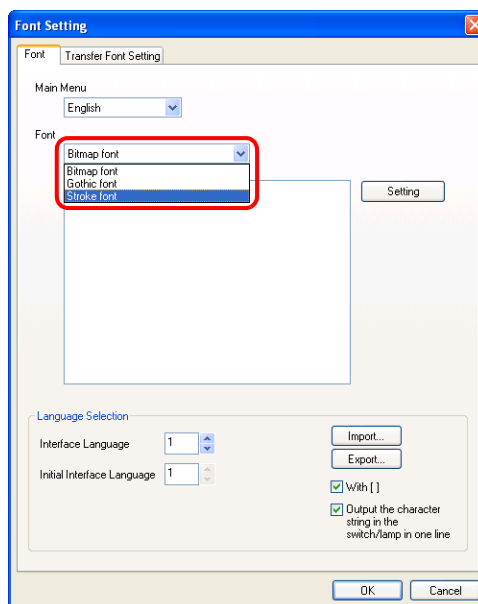 Font Setting
Font
Transfer Font Setting
Main Menu
English
Font
Bitmap font
Bitmap font
Gothic font
Stroke font
Setting
Language Selection
Interface Language
1
Import...
Export...
Initial Interface Language
1
With [ ]
Output the character
string in the
switch/lamp in one line
OK
Cancel